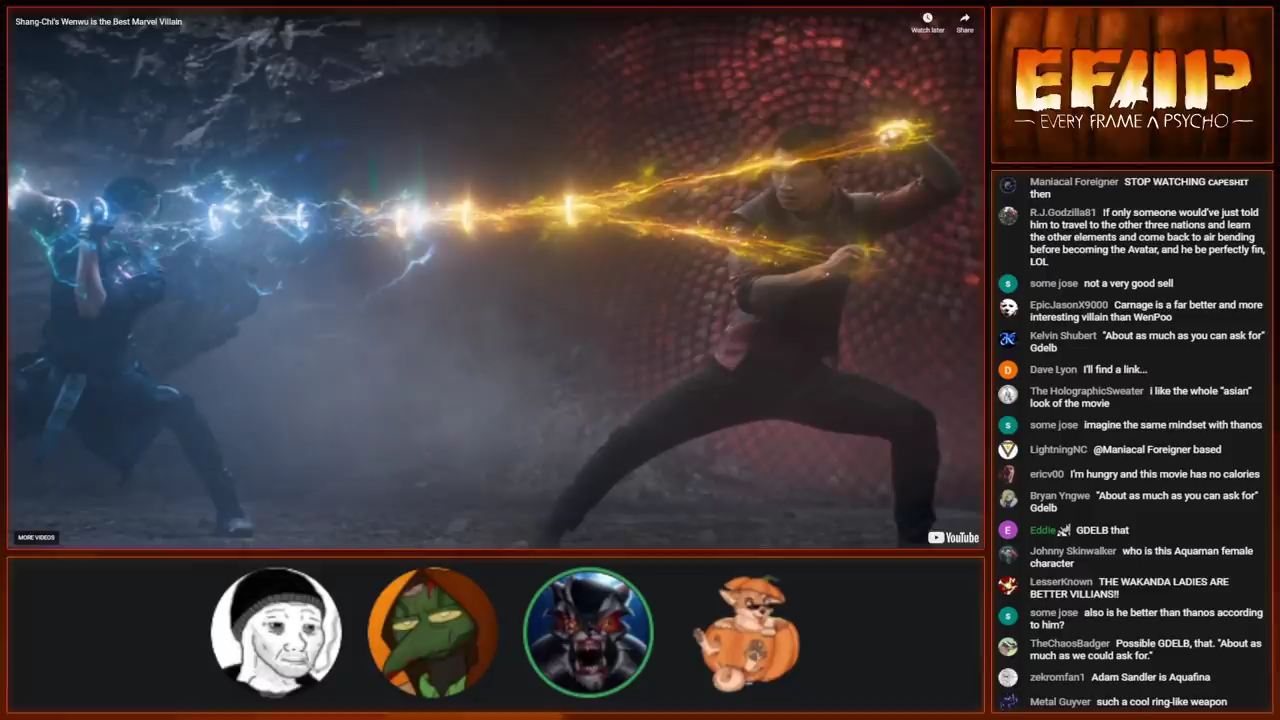 Shang-Chi's Wenwu is the Best Marvel Villain
Watch later
Share
MORE VIDEOS
YouTube
EFAP
EVERY FRAME A PSYCHO
Maniacal Foreigner STOP WATCHING CAPESHIT
then
R.J.Godzilla81 If only someone would've just told
him to travel to the other three nations and learn
the other elements and come back to air bending
before becoming the Avatar, and he be perfectly fin,
LOL
some jose not a very good sell
EpicJasonX9000 Carnage is a far better and more
interesting villain than WenPoo
Kelvin Shubert "About as much as you can ask for"
Gdelb
Dave Lyon I'll find a link...
The HolographicSweater i like the whole "asian"
look of the movie
some jose imagine the same mindset with thanos
LightningNC @Maniacal Foreigner based
ericv00 I'm hungry and this movie has no calories
Bryan Yngwe "About as much as you can ask for"
Gdelb
Eddie GDELB that
Johnny Skinwalker who is this Aquaman female
character
LesserKnown THE WAKANDA LADIES ARE
BETTER VILLIANS!!
some jose also is he better than thanos according
to him?
TheChaosBadger Possible GDELB, that. "About as
much as we could ask for."
zekromfan1 Adam Sandler is Aquafina
Metal Guyver such a cool ring-like weapon